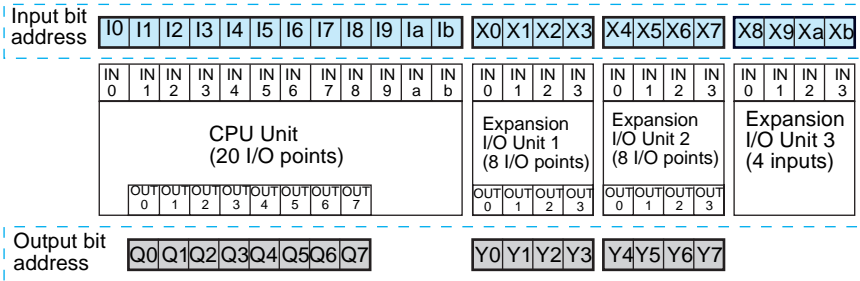 Input bit
address
I0 I1 I2 I3 I4 I5 I6 I7 I8 I9 Ia Ib X0 X1 X2 X3 X4 X5 X6 X7 X8 X9 Xa Xb
IN IN IN IN IN IN IN IN IN IN IN IN IN IN IN IN IN IN IN IN IN IN IN IN
0 1 2 3 4 5 6 7 8 9 a b 0 1 2 3 0 1 2 3 0 1 2 3
CPU Unit
(20 I/O points)
Expansion
I/O Unit 1
(8 I/O points)
Expansion
I/O Unit 2
(8 I/O points)
Expansion
I/O Unit 3
(4 inputs)
OUT OUT OUT OUT OUT OUT OUT OUT OUT OUT OUT OUT OUT OUT OUT OUT
0 1 2 3 4 5 6 7 0 1 2 3 0 1 2 3
Output bit
address
Q0 Q1 Q2 Q3 Q4 Q5 Q6 Q7 Y0 Y1 Y2 Y3 Y4 Y5 Y6 Y7